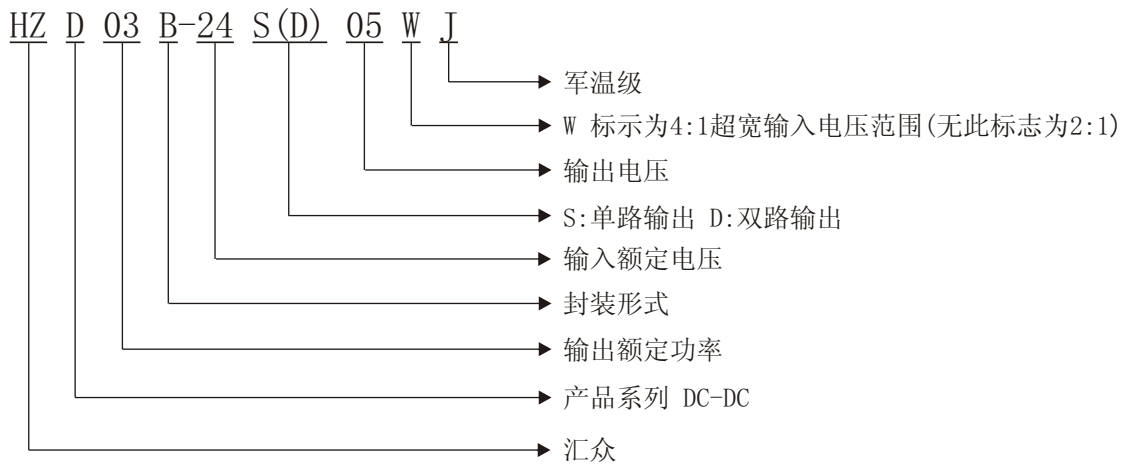 HZ D 03 B-24 S(D) 05 W J
军温级
W 标示为4:1超宽输入电压范围(无此标志为2:1)
输出电压
S:单路输出 D:双路输出
输入额定电压
封装形式
输出额定功率
产品系列 DC-DC
汇众